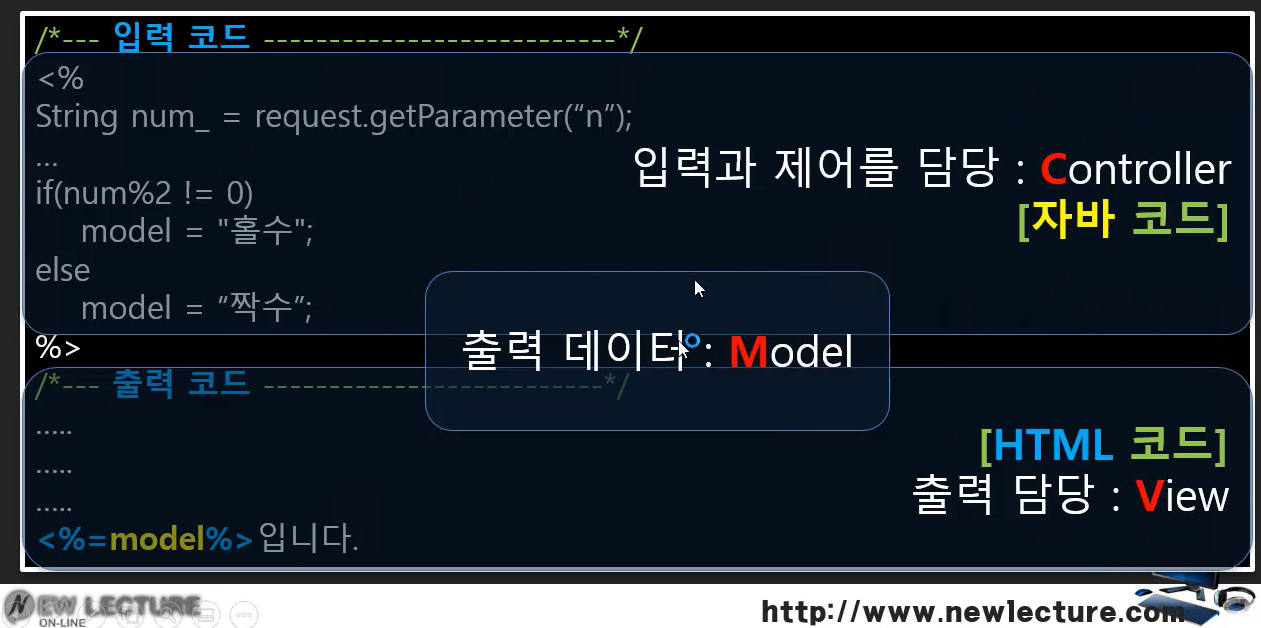 /*--- 입력 코드 ---------------------------*/
<%
String num_ = request.getParameter(“n”);
...
입력과 제어를 담당 : Controller
if(num%2 != 0)
[자바 코드]
model = "홀수";
else
model = “짝수”;
출력 데이터 : Model
%>
/*--- 출력 코드 --------------------------*/
.....
[HTML 코드]
.....
출력 담당 : View
.....
<%=model%>입니다.
NEW LECTURE
ON-LINE
http://www.newlecture.com